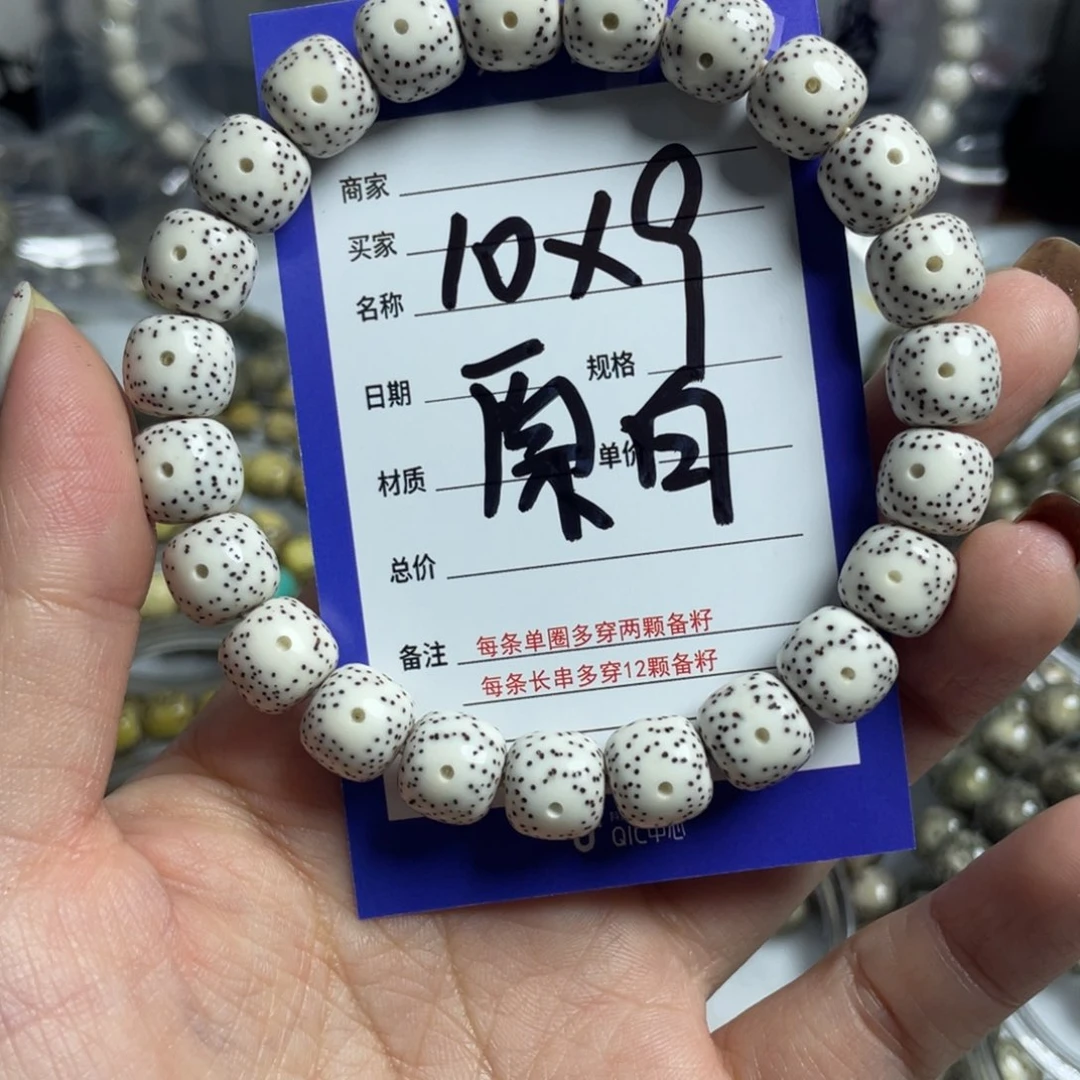 商家
买家
10X9
名称
日期
规格
原白
材质
单价
总价
备注
每条单圈多穿两颗备籽
每条长串多穿12颗备籽
QIC中心